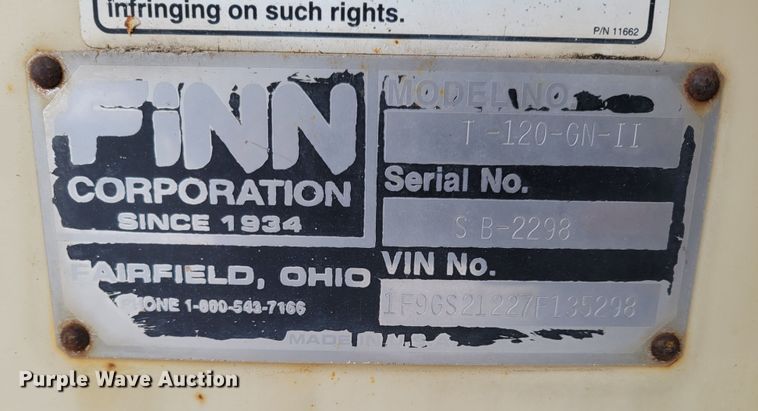 infringing on such rights.
P/N 11662
FINN
CORPORATION
SINCE 1934
FAIRFIELD, OHIO
PHONE 1-800-543-7166
MODEL NO.
T-120-GN-II
Serial No.
SB-2298
VIN No.
1F9GS21227F135298
MADE IN U.S.A.
Purple Wave Auction